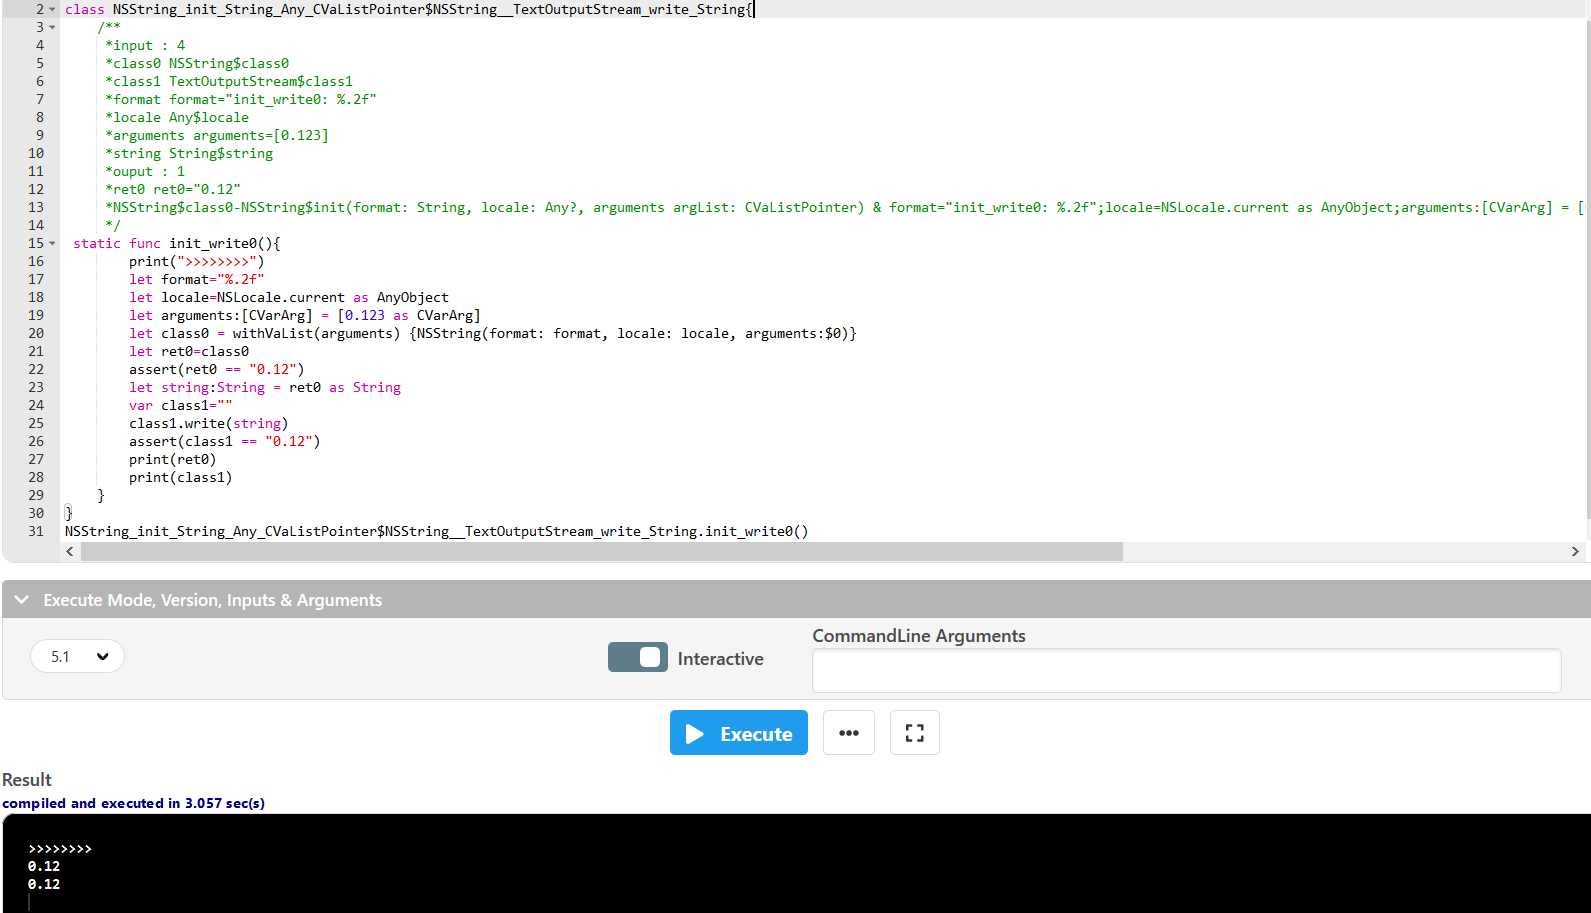 2 class NSString_init_String_Any_CVaListPointer$NSString__TextOutputStream_write_String{
3 /**
4 *input : 4
5 *class0 NSString$class0
6 *class1 TextOutputStream$class1
7 *format format="init_write0: %.2f"
8 *locale Any$locale
9 *arguments arguments=[0.123]
10 *string String$string
11 *ouput : 1
12 *ret0 ret0="0.12"
13 *NSString$class0-NSString$init(format: String, locale: Any?, arguments argList: CVaListPointer) & format="init_write0: %.2f";locale=NSLocale.current as AnyObject;arguments:[CVarArg] = [
14 */
15 static func init_write0(){
16 print(">>>>>>>>")
17 let format="%.2f"
18 let locale=NSLocale.current as AnyObject
19 let arguments:[CVarArg] = [0.123 as CVarArg]
20 let class0 = withVaList(arguments) {NSString(format: format, locale: locale, arguments:$0)}
21 let ret0=class0
22 assert(ret0 == "0.12")
23 let string:String = ret0 as String
24 var class1=""
25 class1.write(string)
26 assert(class1 == "0.12")
27 print(ret0)
28 print(class1)
29 }
30 }
31 NSString_init_String_Any_CVaListPointer$NSString__TextOutputStream_write_String.init_write0()
Execute Mode, Version, Inputs & Arguments
CommandLine Arguments
5.1 Interactive
Execute
Result
compiled and executed in 3.057 sec(s)
>>>>>>>>
0.12
0.12